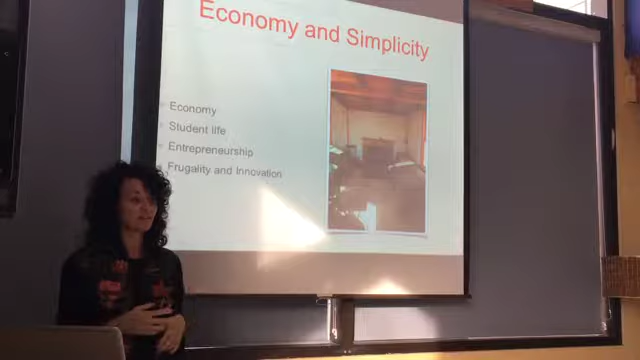 Economy and Simplicity
Economy
Student life
Entrepreneurship
Frugality and Innovation